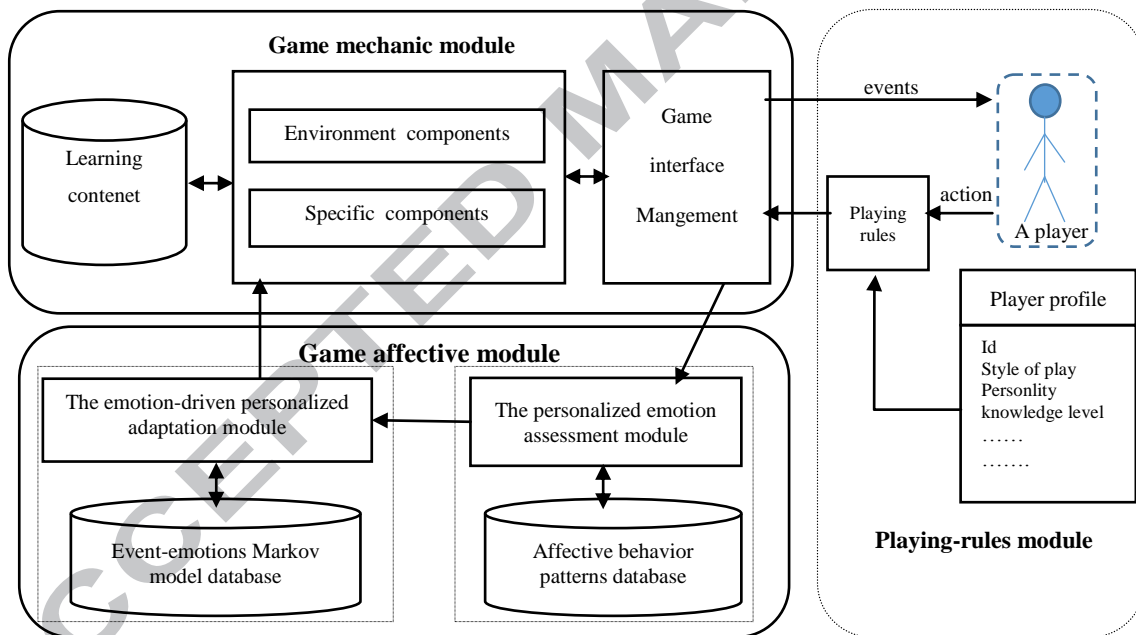 Game mechanic module
Learning
contenet
Environment components
Specific components
Game
interface
Mangement
events
action
A player
Playing
rules
Player profile
Id
Style of play
Personlity
knowledge level
……
…….
Playing-rules module
Game affective module
The emotion-driven personalized
adaptation module
The personalized emotion
assessment module
Event-emotions Markov
model database
Affective behavior
patterns database
CCEPTED MA